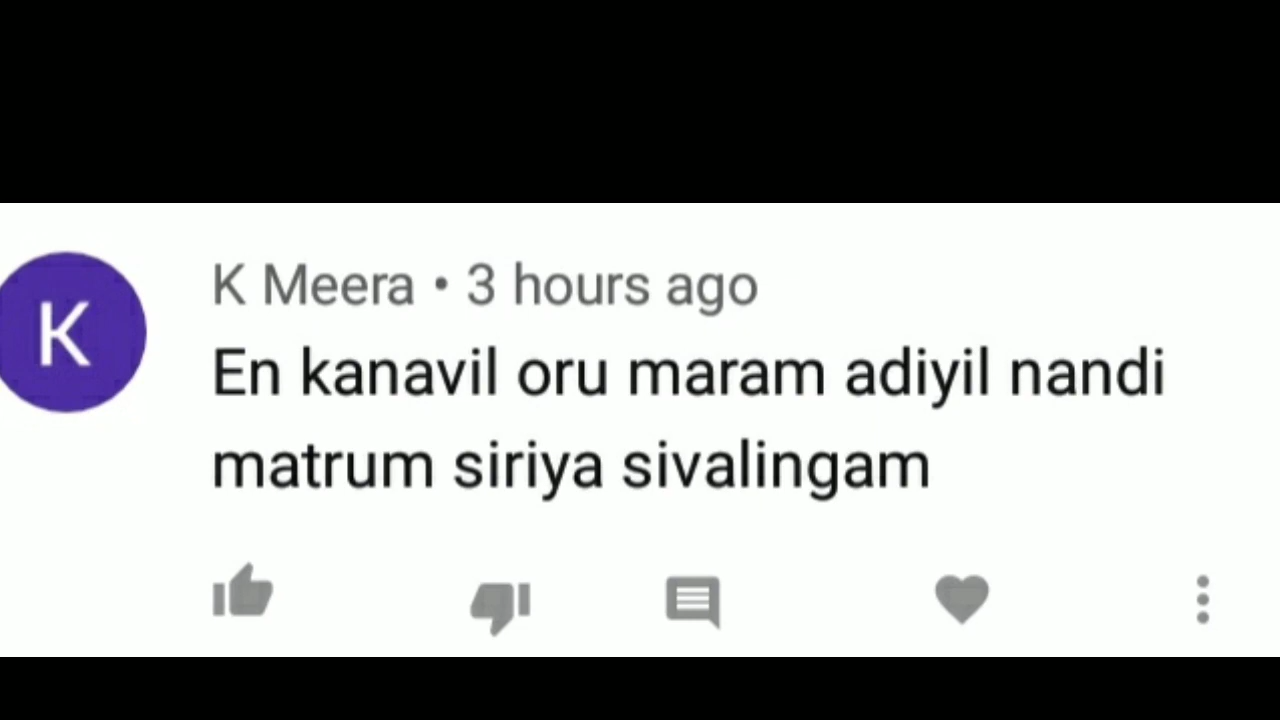 K
K Meera • 3 hours ago
En kanavil oru maram adiyil nandi
matrum siriya sivalingam